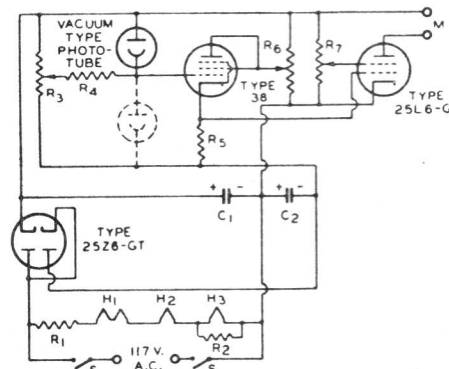 VACUUM
TYPE
PHOTO-
TUBE
R6
R7
M
R3
R4
TYPE
38
TYPE
25L6-G
R5
+ -
+ -
C1
C2
TYPE
25Z6-GT
H1
H2
H3
R1
R2
S
117 V.
A.C.
S